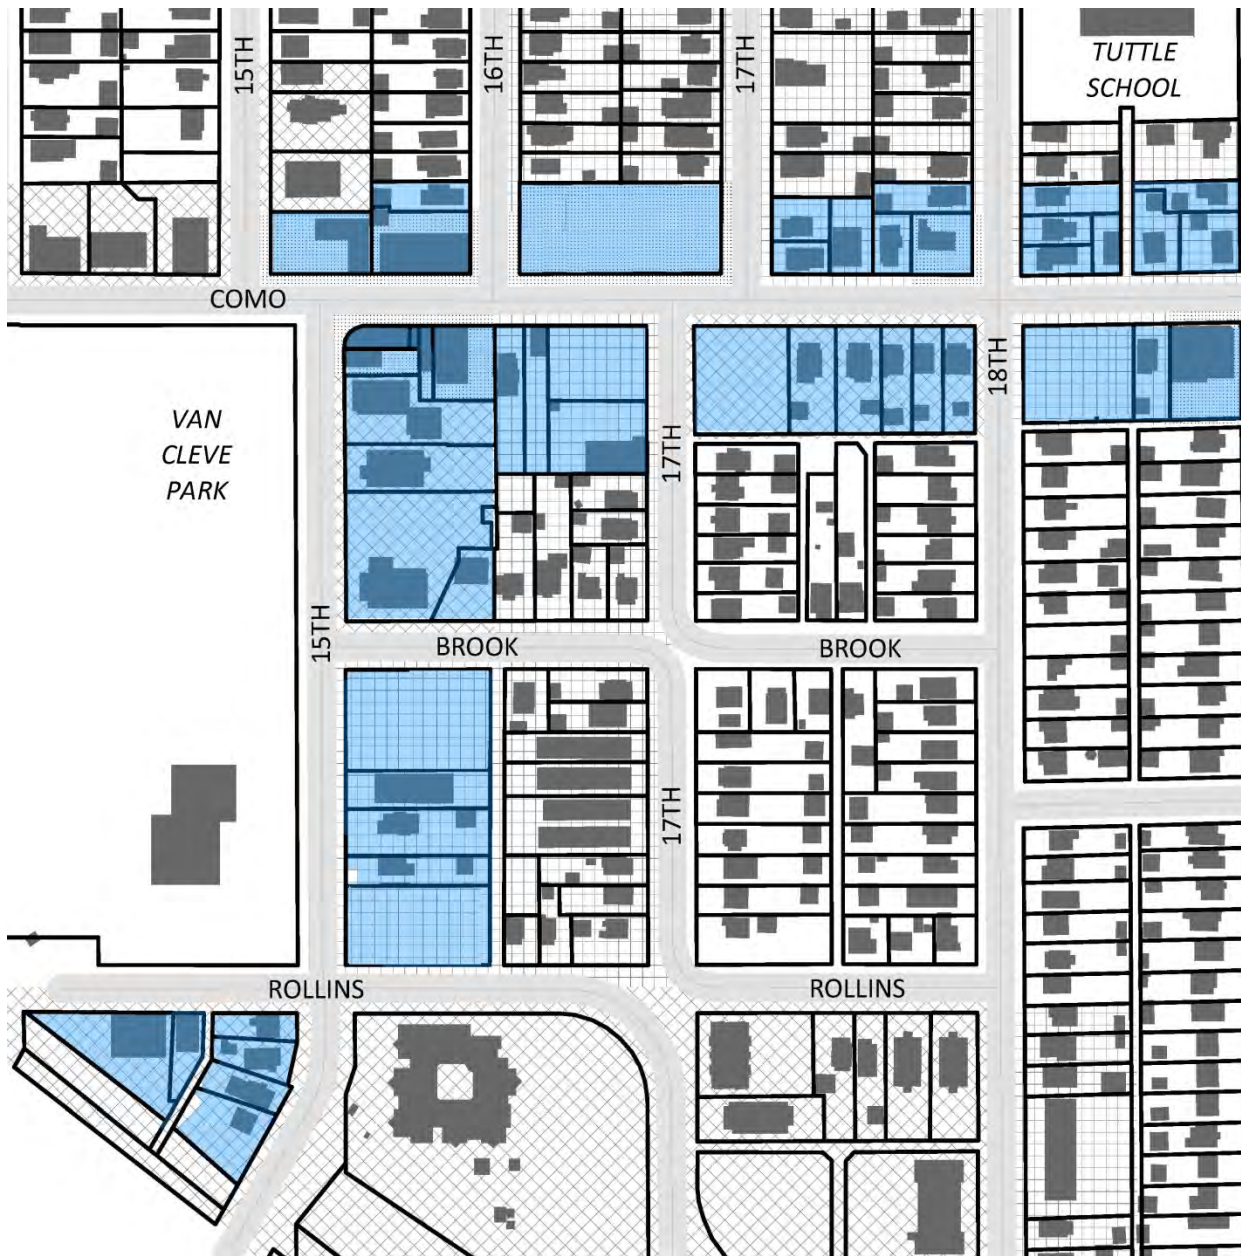 15TH
16TH
17TH
TUTTLE
SCHOOL
COMO
18TH
VAN
CLEVE
PARK
17TH
15TH
BROOK
BROOK
17TH
ROLLINS
ROLLINS